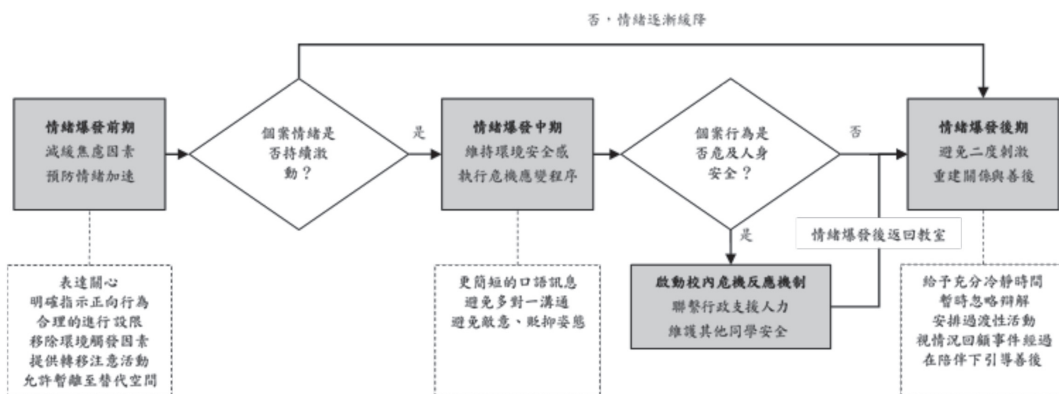 否，情緒逐漸緩降
情緒爆發前期
減緩焦慮因素
預防情緒加速
個案情緒是
否持續激
動？
是
情緒爆發中期
維持環境安全感
執行危機應變程序
個案行為是
否危及人身
安全？
否
情緒爆發後期
避免二度刺激
重建關係與善後
是
情緒爆發後返回教室
啟動校內危機反應機制
聯繫行政支援人力
維護其他同學安全
表達關心
明確指示正向行為
合理的進行設限
移除環境觸發因素
提供轉移注意活動
允許暫離至替代空間
更簡短的口語訊息
避免多對一溝通
避免敵意、貶抑姿態
給予充分冷靜時間
暫時忽略辯解
安排過渡性活動
視情況回顧事件經過
在陪伴下引導善後